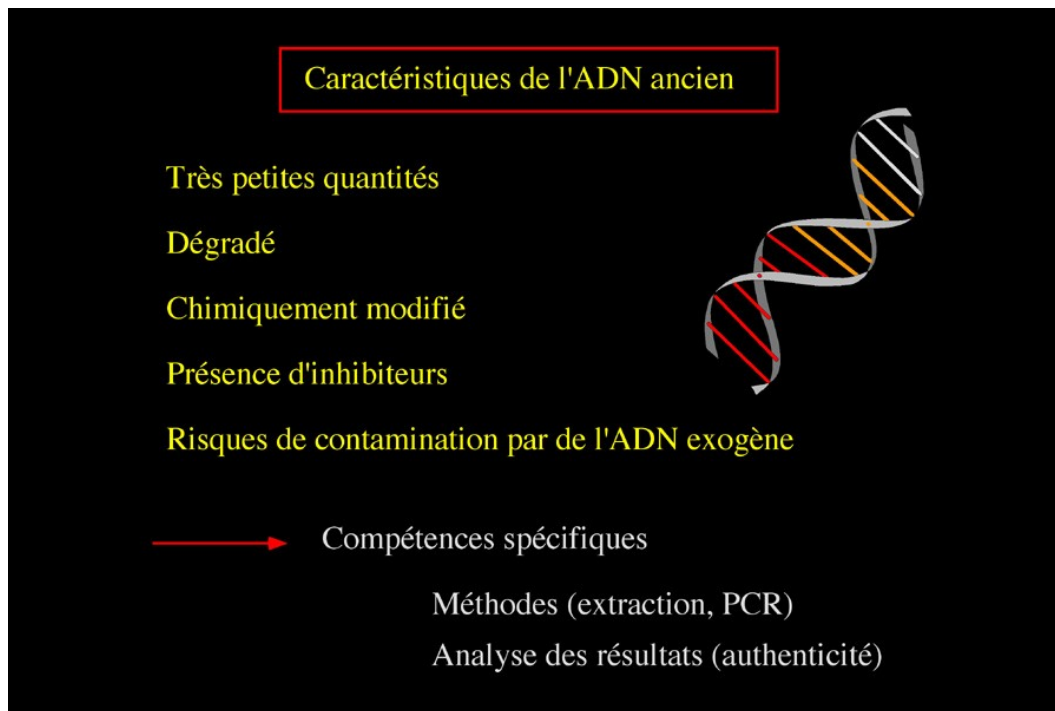 Caractéristiques de l'ADN ancien
Très petites quantités
Dégradé
Chimiquement modifié
Présence d'inhibiteurs
Risques de contamination par de l'ADN exogène
Compétences spécifiques
Méthodes (extraction, PCR)
Analyse des résultats (authenticité)